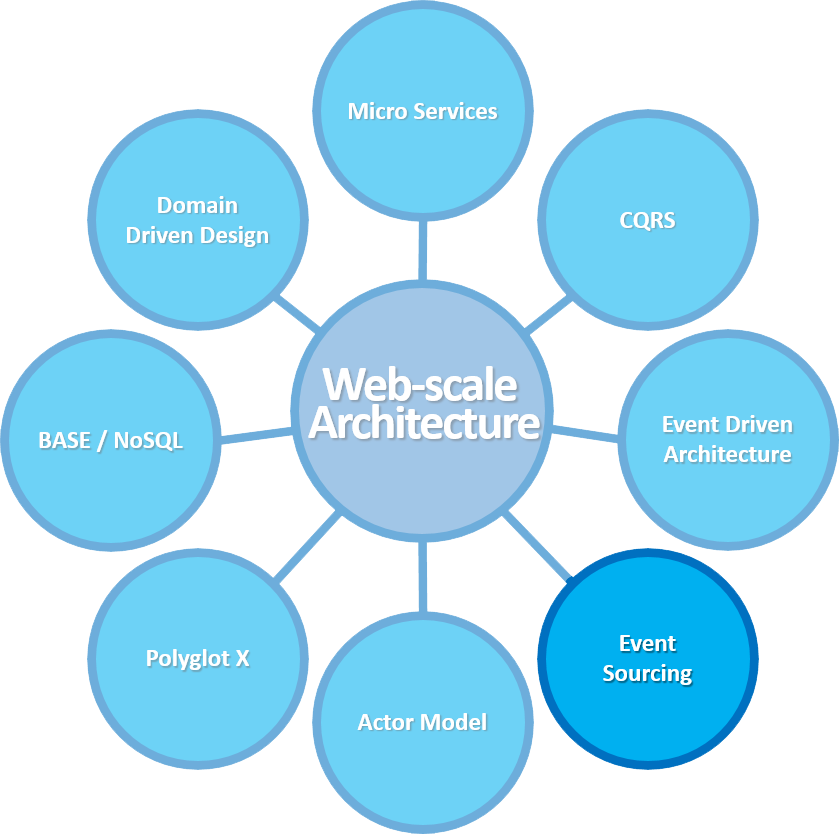 Micro Services
Domain
Driven Design
CQRS
Web-scale
Architecture
BASE / NoSQL
Event Driven
Architecture
Polyglot X
Event
Sourcing
Actor Model